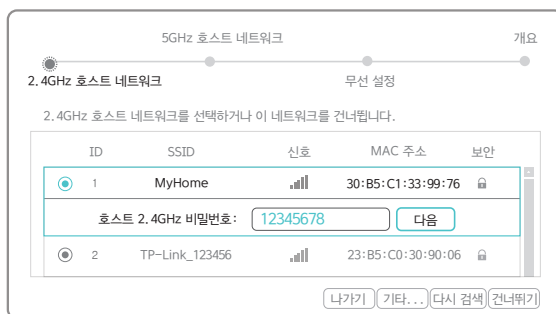 5GHz 호스트 네트워크 개요
2.4GHz 호스트 네트워크 무선 설정
2.4GHz 호스트 네트워크를 선택하거나 이 네트워크를 건너뜁니다.
ID SSID 신호 MAC 주소 보안
1 MyHome 30:B5:C1:33:99:76
호스트 2.4GHz 비밀번호: 12345678 다음
2 TP-Link_123456 23:B5:C0:30:90:06
나가기 기타... 다시 검색 건너뛰기